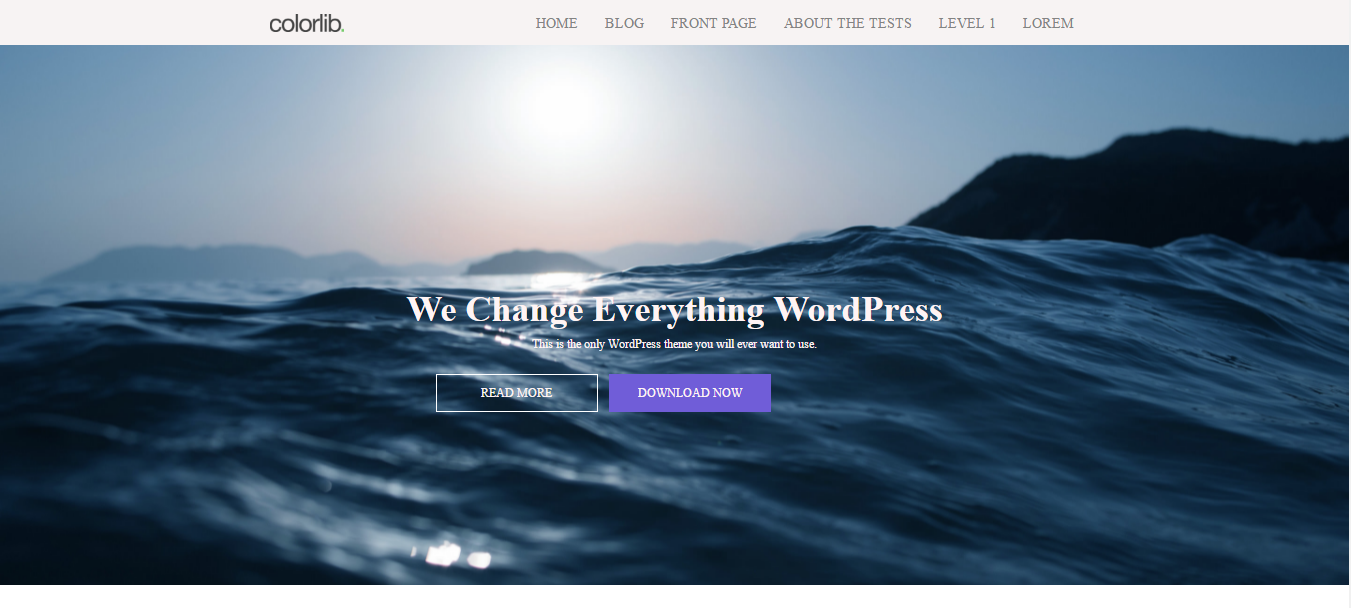 colorlib.
HOME BLOG FRONT PAGE ABOUT THE TESTS LEVEL 1 LOREM
We Change Everything WordPress
This is the only WordPress theme you will ever want to use.
READ MORE DOWNLOAD NOW